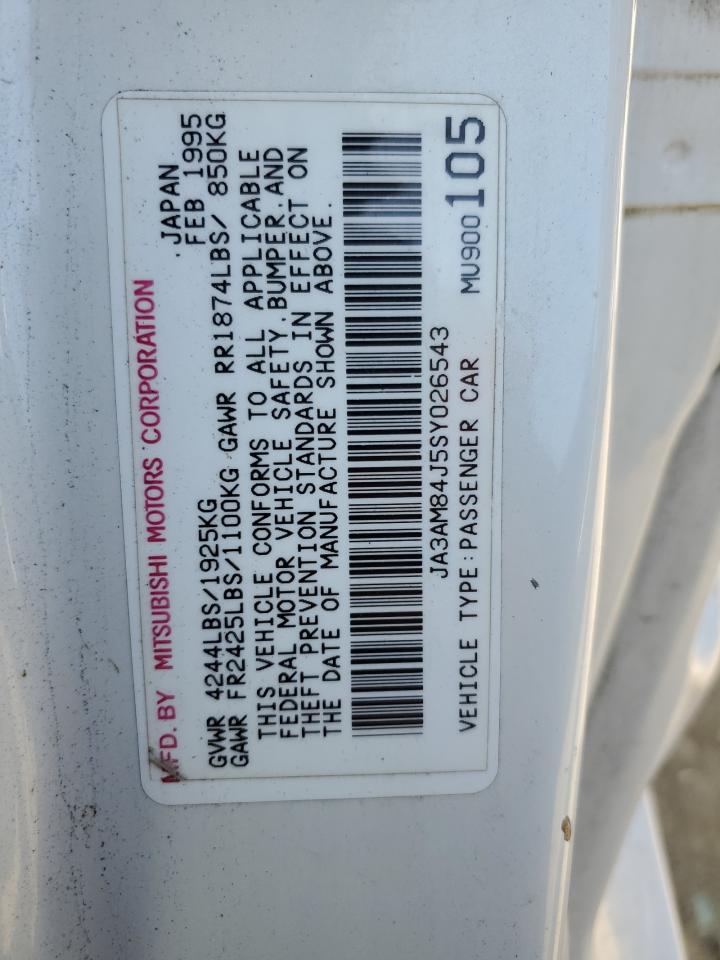 MFD. BY MITSUBISHI MOTORS CORPORATION JAPAN
GVWR 4244LBS/1925KG FEB 1995
GAWR FR2425LBS/1100KG GAWR RR1874LBS/ 850KG
THIS VEHICLE CONFORMS TO ALL APPLICABLE
FEDERAL MOTOR VEHICLE SAFETY,BUMPER,AND
THEFT PREVENTION STANDARDS IN EFFECT ON
THE DATE OF MANUFACTURE SHOWN ABOVE.
JA3AM84J5SY026543
VEHICLE TYPE:PASSENGER CAR MU900105